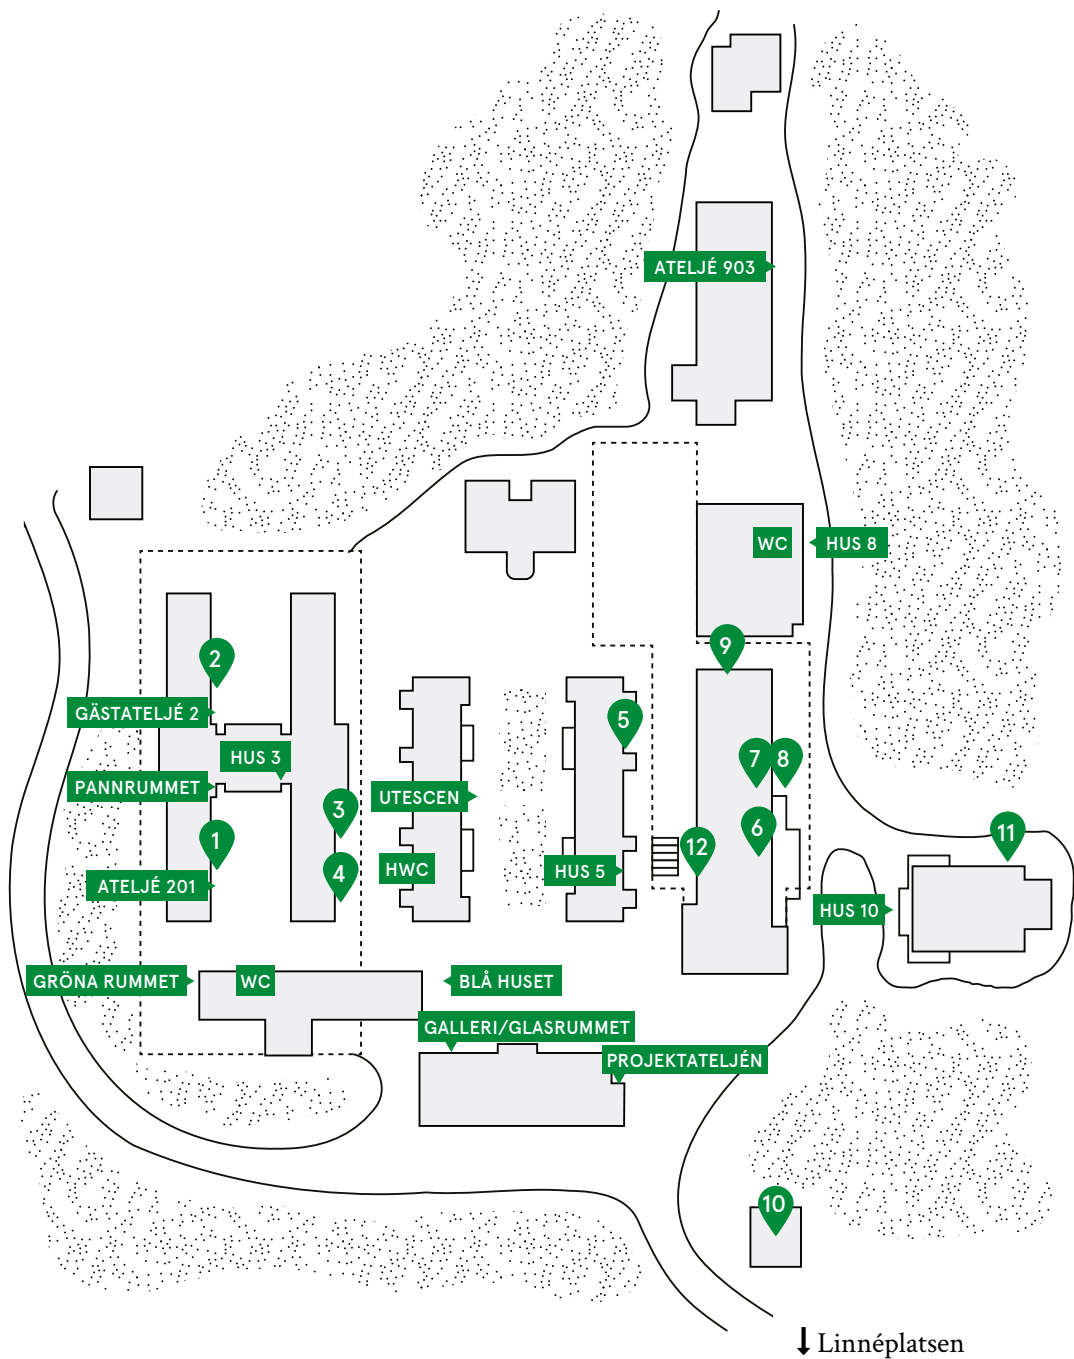 ATELJÉ 903
WC
HUS 8
9
2
GÄSTATELJÉ 2
5
HUS 3
7
8
PANNRUMMET
UTESCEN
3
6
1
12
11
4
HWC
HUS 5
ATELJÉ 201
HUS 10
GRÖNA RUMMET
WC
BLÅ HUSET
GALLERI/GLASRUMMET
PROJEKTATELJÉN
10
Linnéplatsen